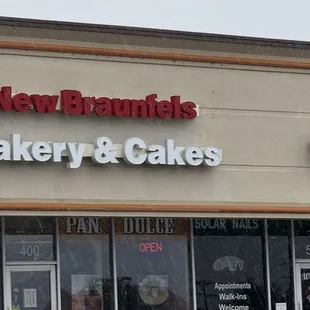 New Braunfels
akery & Cakes
PAN DULCE
SOLAR NAILS
400
OPEN
Appointments
Walk-ins
Welcome